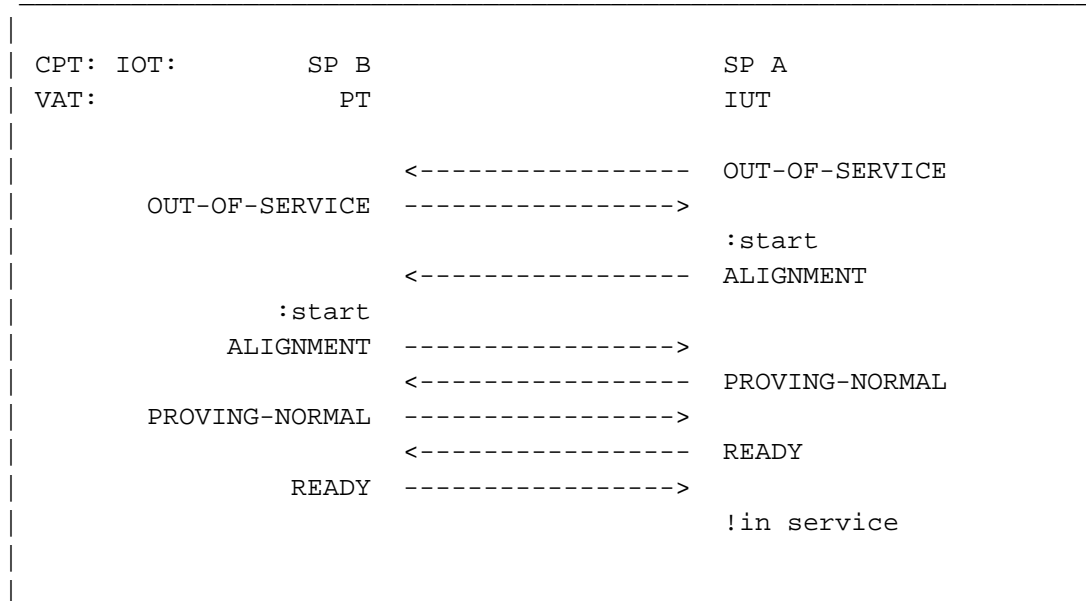 CPT: IOT: SP B SP A
VAT: PT IUT
<----------------- OUT-OF-SERVICE
OUT-OF-SERVICE ----------------->
:start
<----------------- ALIGNMENT
:start
ALIGNMENT ----------------->
<----------------- PROVING-NORMAL
PROVING-NORMAL ----------------->
<----------------- READY
READY ----------------->
!in service